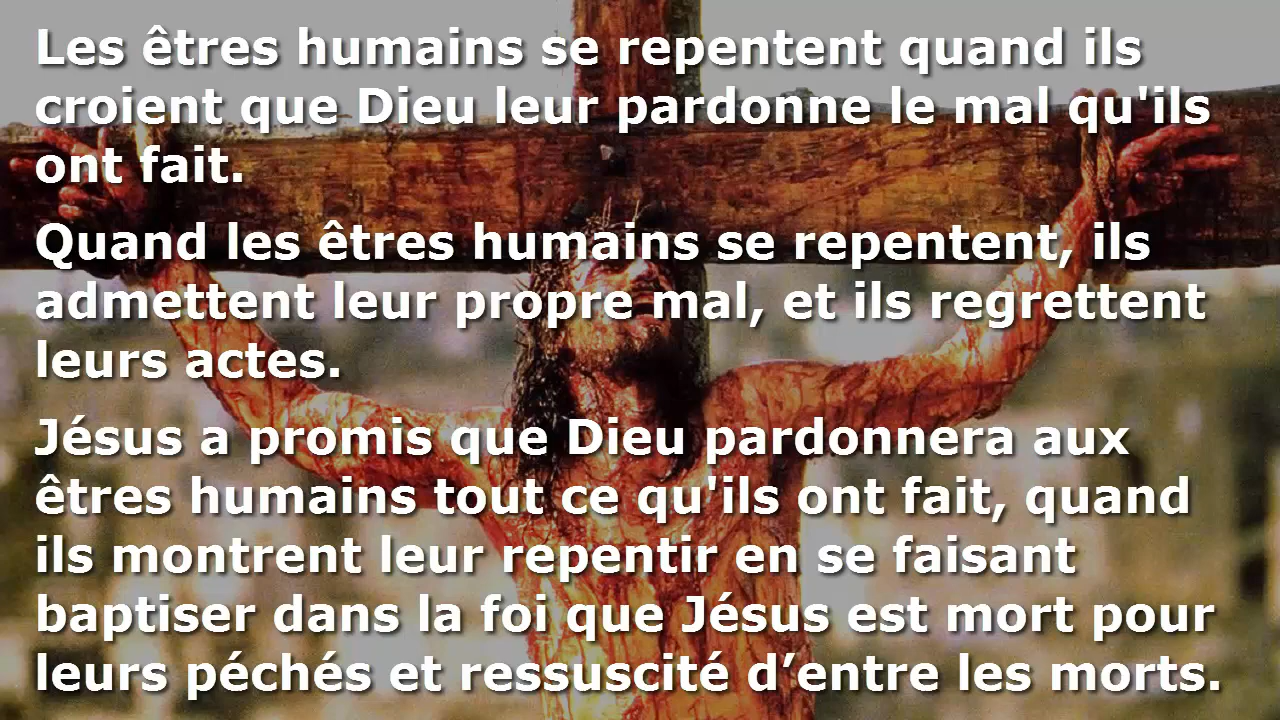 Les êtres humains se repentent quand ils
croient que Dieu leur pardonne le mal qu'ils
ont fait.
Quand les êtres humains se repentent, ils
admettent leur propre mal, et ils regrettent
leurs actes.
Jésus a promis que Dieu pardonnera aux
êtres humains tout ce qu'ils ont fait, quand
ils montrent leur repentir en se faisant
baptiser dans la foi que Jésus est mort pour
leurs péchés et ressuscité d’entre les morts.